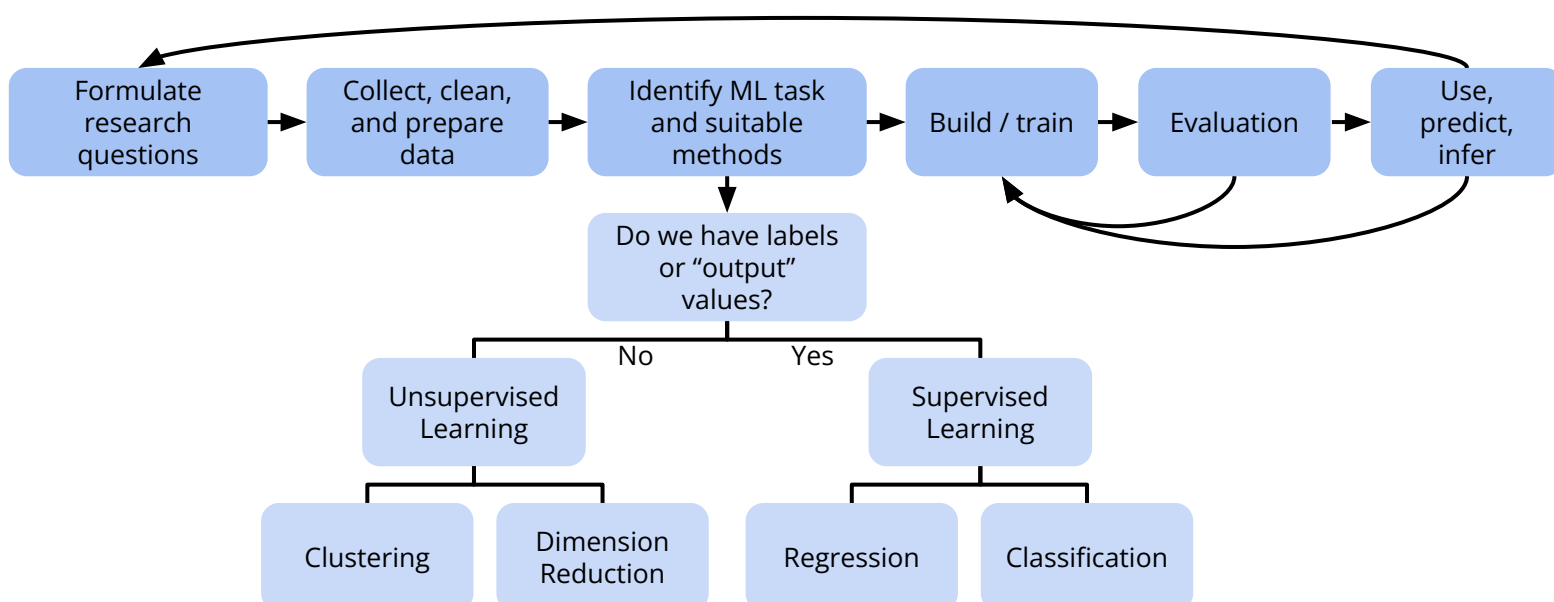 Formulate
research
questions
Collect, clean,
and prepare
data
Identify ML task
and suitable
methods
Build / train
Evaluation
Use,
predict,
infer
Do we have labels
or “output”
values?
No
Yes
Unsupervised
Learning
Supervised
Learning
Clustering
Dimension
Reduction
Regression
Classification